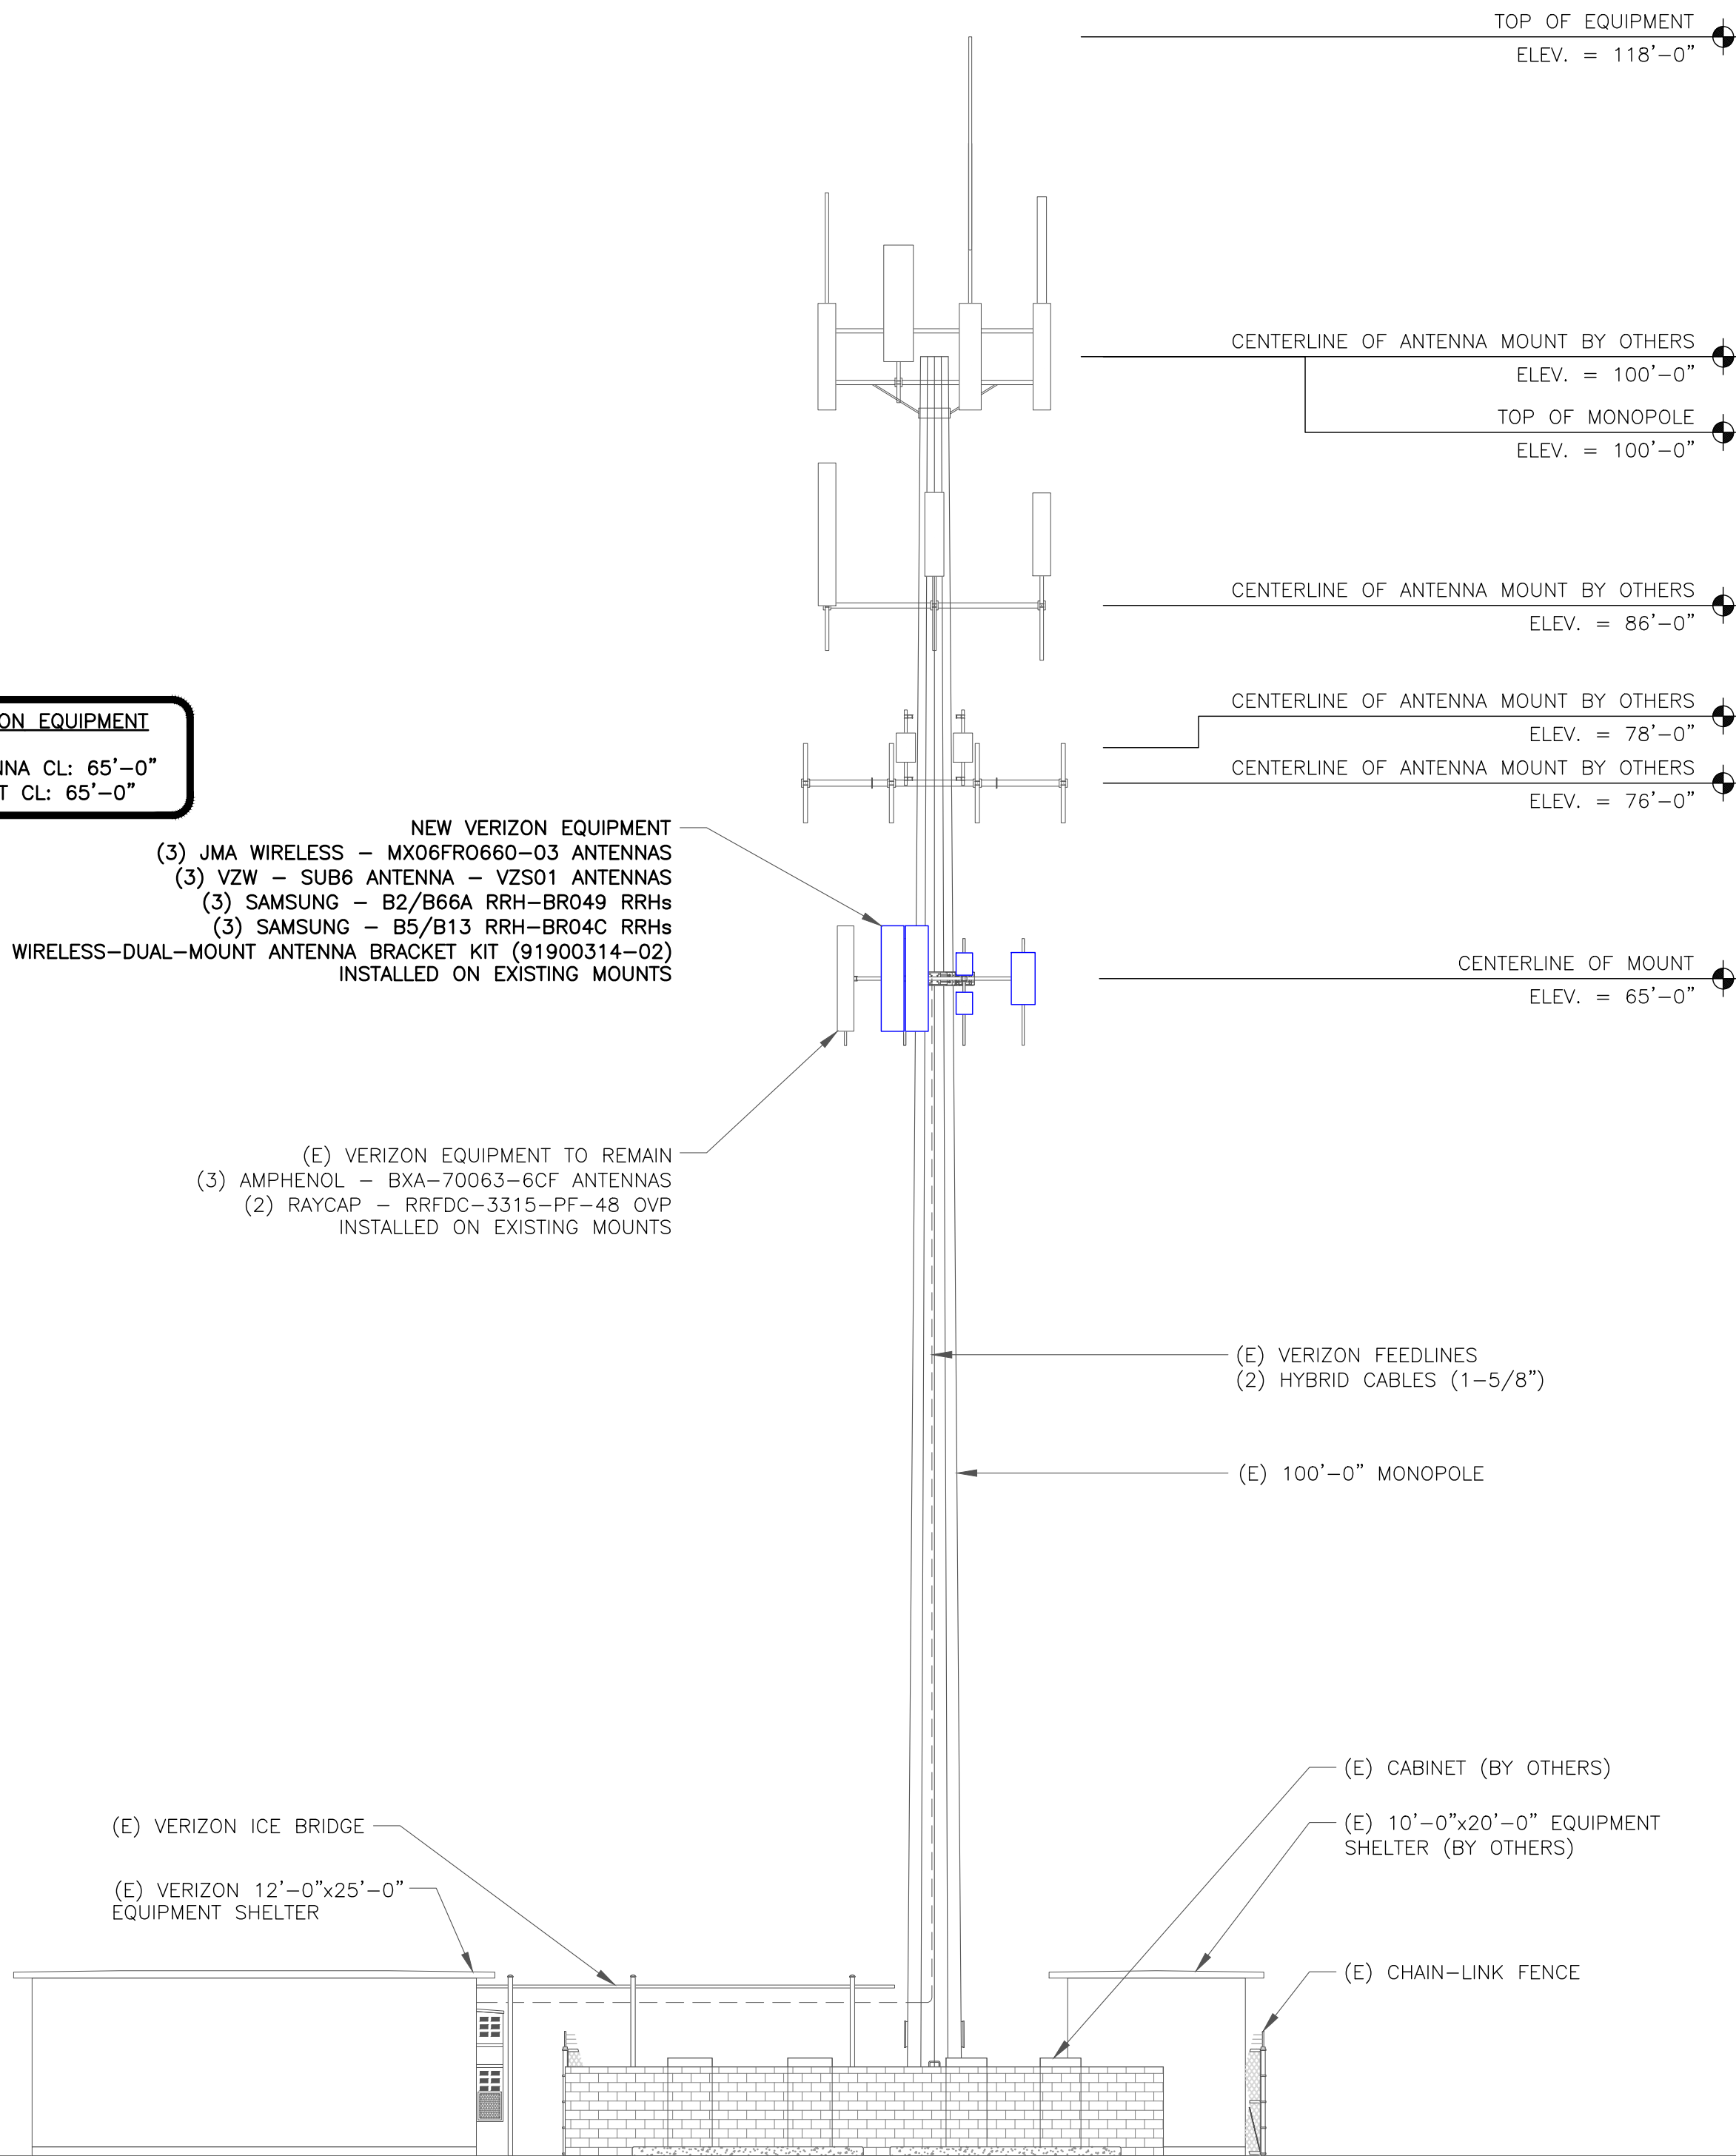 TOP OF EQUIPMENT
ELEV. = 118'-0"
CENTERLINE OF ANTENNA MOUNT BY OTHERS
ELEV. = 100'-0"
TOP OF MONOPOLE
ELEV. = 100'-0"
CENTERLINE OF ANTENNA MOUNT BY OTHERS
ELEV. = 86'-0"
CENTERLINE OF ANTENNA MOUNT BY OTHERS
ELEV. = 78'-0"
CENTERLINE OF ANTENNA MOUNT BY OTHERS
ELEV. = 76'-0"
EQUIPMENT
CL: 65'-0"
CL: 65'-0"
NEW VERIZON EQUIPMENT
(3) JMA WIRELESS - MX06FRO660-03 ANTENNAS
(3) VZW - SUB6 ANTENNA - VZS01 ANTENNAS
(3) SAMSUNG - B2/B66A RRH-BR049 RRHs
(3) SAMSUNG - B5/B13 RRH-BR04C RRHs
WIRELESS-DUAL-MOUNT ANTENNA BRACKET KIT (91900314-02)
INSTALLED ON EXISTING MOUNTS
CENTERLINE OF MOUNT
ELEV. = 65'-0"
(E) VERIZON EQUIPMENT TO REMAIN
(3) AMPHENOL - BXA-70063-6CF ANTENNAS
(2) RAYCAP - RRFDC-3315-PF-48 OVP
INSTALLED ON EXISTING MOUNTS
(E) VERIZON FEEDLINES
(2) HYBRID CABLES (1-5/8")
(E) 100'-0" MONOPOLE
(E) CABINET (BY OTHERS)
(E) 10'-0"x20'-0" EQUIPMENT
SHELTER (BY OTHERS)
(E) VERIZON ICE BRIDGE
(E) VERIZON 12'-0"x25'-0"
EQUIPMENT SHELTER
(E) CHAIN-LINK FENCE